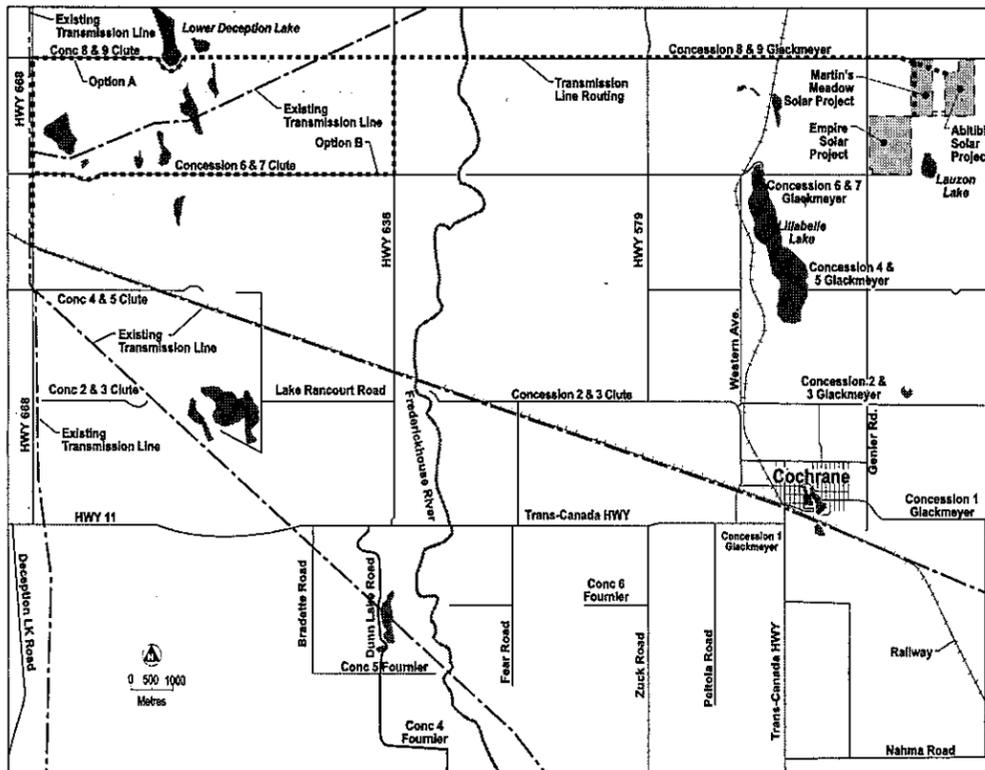 Existing
Transmission Line
Lower Deception Lake
Conc 8 & 9 Clute
Concession 8 & 9 Glackmeyer
HWY 668
Option A
Existing
Transmission Line
Transmission
Line Routing
Martin's
Meadow
Solar Project
Empire
Solar
Project
Abitibi
Solar
Project
Option B
Concession 6 & 7 Clute
Lauzon
Lake
Concession 6 & 7
Glackmeyer
HWY 638
HWY 579
Lillabelle
Lake
Concession 4 &
5 Glackmeyer
Conc 4 & 5 Clute
Existing
Transmission Line
Western Ave.
Conc 2 & 3 Clute
Lake Rancourt Road
Concession 2 & 3 Clute
Concession 2 &
3 Glackmeyer
HWY 668
Existing
Transmission Line
Frederickhouse River
Genier Rd.
Cochrane
Concession 1
Glackmeyer
HWY 11
Trans-Canada HWY
Concession 1
Glackmeyer
Deception LK Road
Bradette Road
Dunn Lake Road
Conc 6
Fournier
Fear Road
Zuck Road
Peltola Road
Trans-Canada HWY
Railway
N
0 500 1000
Metres
Conc 5 Fournier
Conc 4
Fournier
Nahma Road